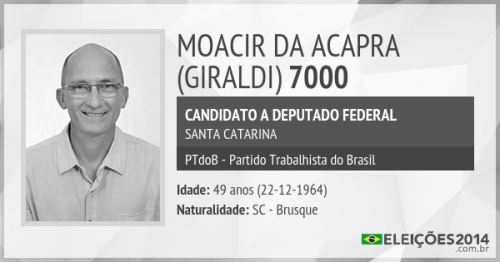 MOACIR DA ACAPRA
(GIRALDI) 7000
CANDIDATO A DEPUTADO FEDERAL
SANTA CATARINA
PTdoB - Partido Trabalhista do Brasil
Idade: 49 anos (22-12-1964)
Naturalidade: SC - Brusque
ELEIÇÕES2014
.com.br